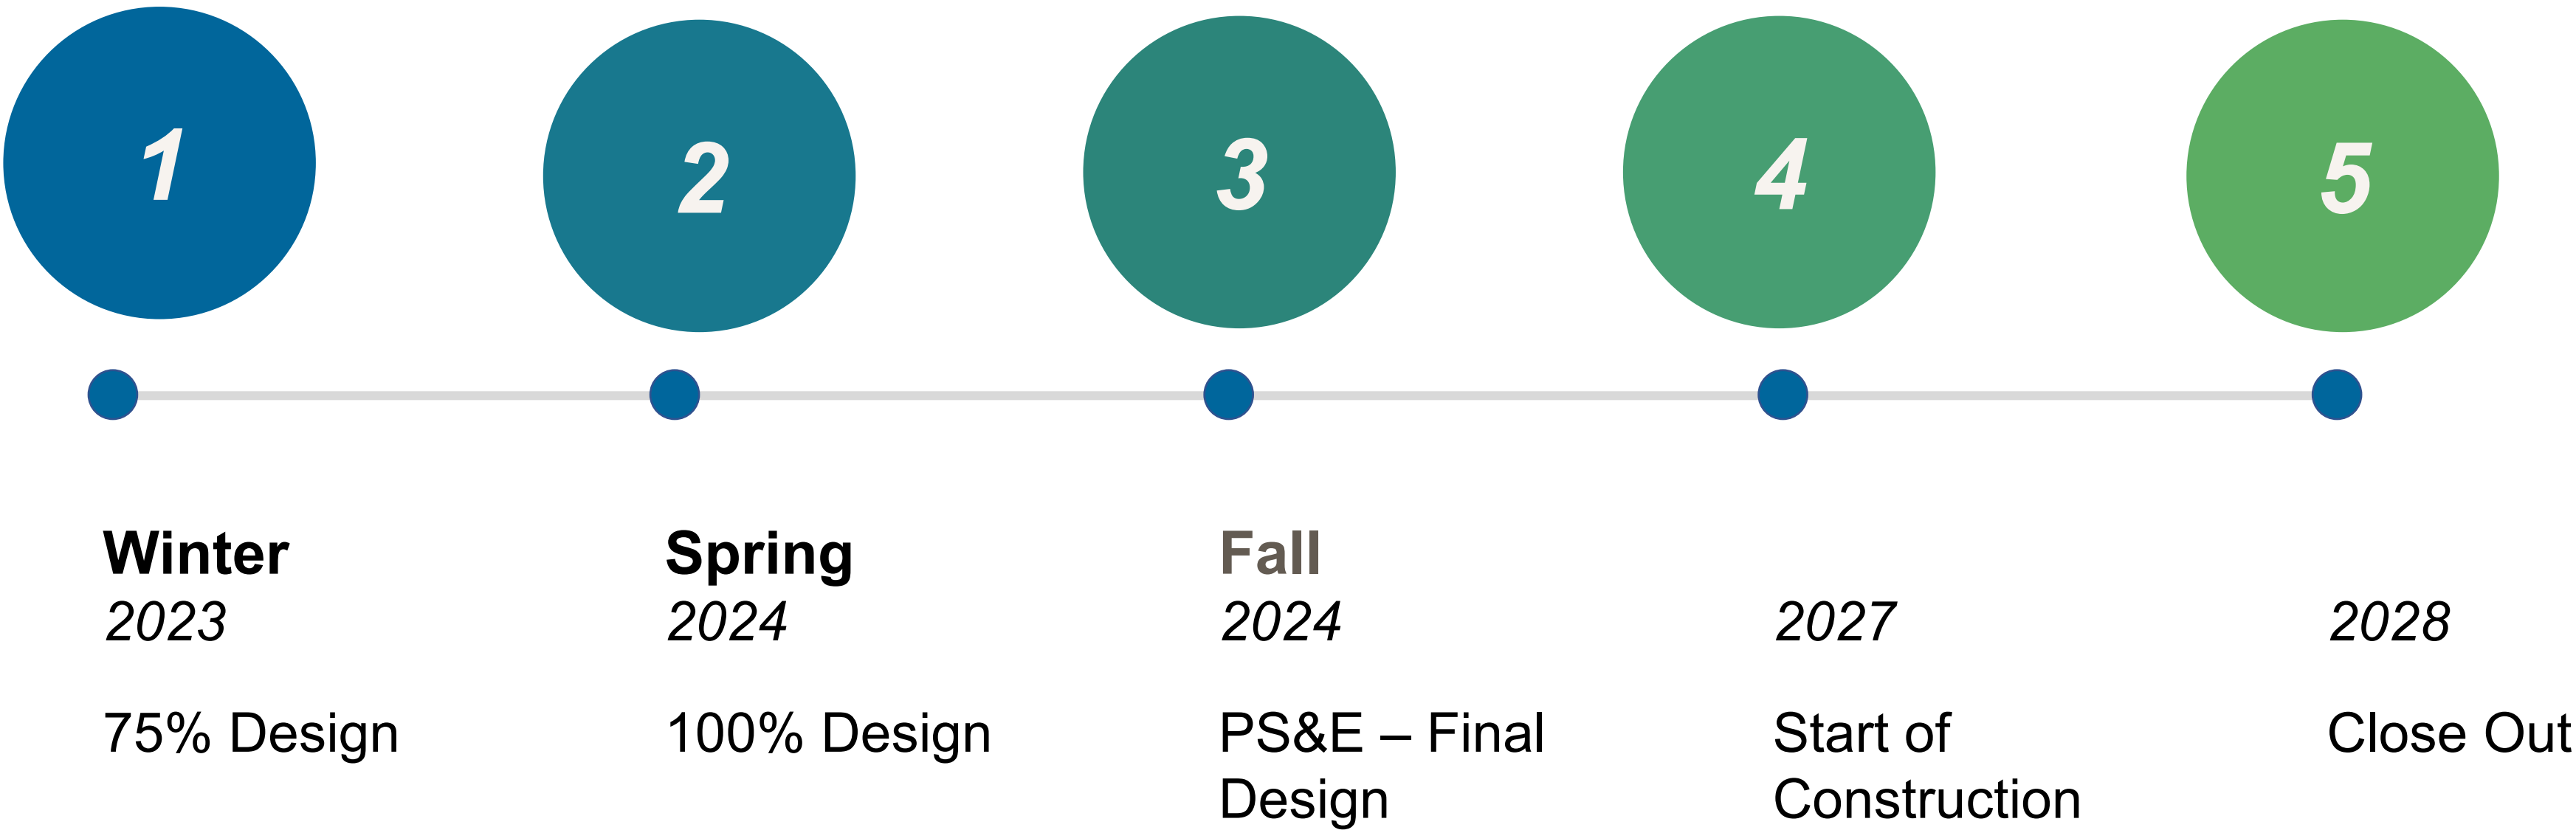 1
2
3
4
5
Winter
2023
75% Design
Spring
2024
100% Design
Fall
2024
PS&E – Final
Design
2027
Start of
Construction
2028
Close Out